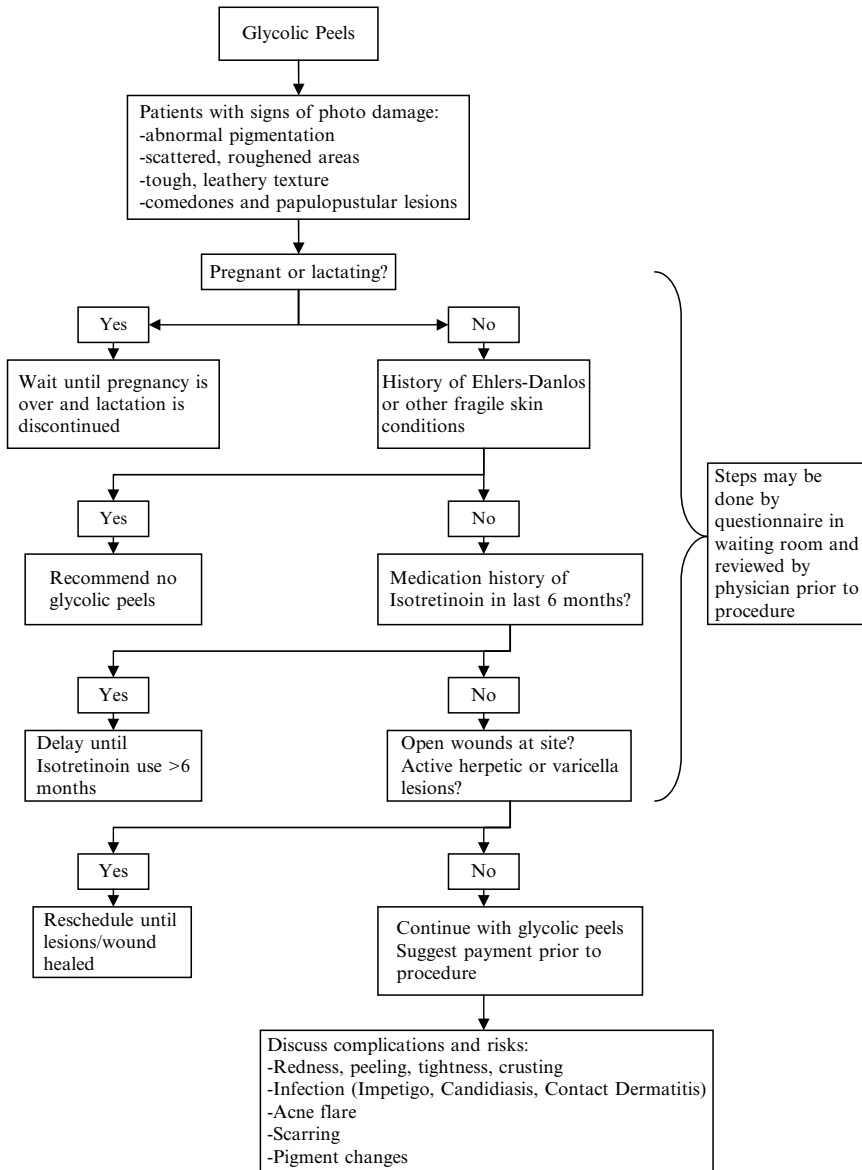 Glycolic Peels
Patients with signs of photo damage:
-abnormal pigmentation
-scattered, roughened areas
-tough, leathery texture
-comedones and papulopustular lesions
Pregnant or lactating?
Yes
No
Wait until pregnancy is
over and lactation is
discontinued
History of Ehlers-Danlos
or other fragile skin
conditions
Yes
No
Recommend no
glycolic peels
Medication history of
Isotretinoin in last 6 months?
Steps may be
done by
questionnaire in
waiting room and
reviewed by
physician prior to
procedure
Yes
No
Delay until
Isotretinoin use >6
months
Open wounds at site?
Active herpetic or varicella
lesions?
Yes
No
Reschedule until
lesions/wound
healed
Continue with glycolic peels
Suggest payment prior to
procedure
Discuss complications and risks:
-Redness, peeling, tightness, crusting
-Infection (Impetigo, Candidiasis, Contact Dermatitis)
-Acne flare
-Scarring
-Pigment changes